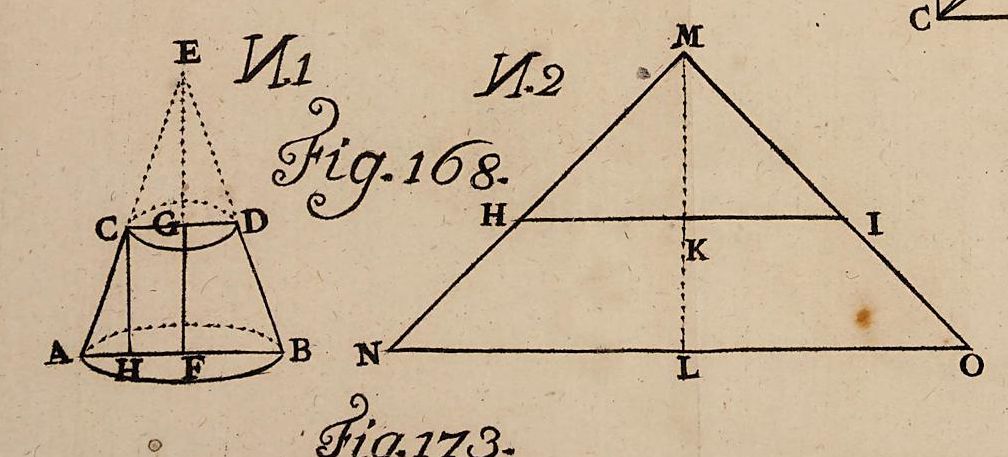 C
E
N.1
N.2
M
Fig. 168.
C G D
H I
K
A H F B
N L O
Fig. 173.